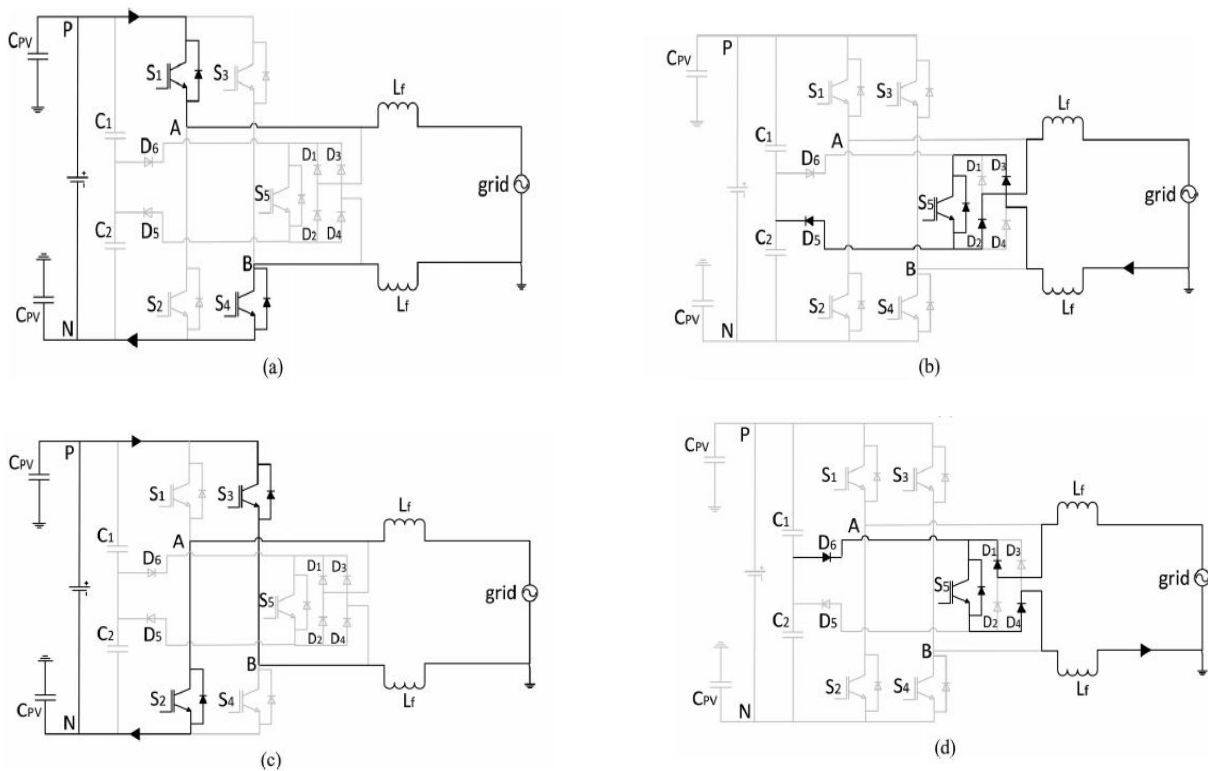 P
CPV
S1
S3
Lf
C1
A
D6
D1
D3
S5
grid
C2
D5
D2
D4
B
S2
S4
CPV
N
Lf
(a)
P
CPV
S1
S3
Lf
C1
A
D6
D1
D3
S5
grid
C2
D5
D2
D4
B
S2
S4
CPV
N
Lf
(b)
P
CPV
S1
S3
Lf
C1
A
D6
D1
D3
S5
grid
C2
D5
D2
D4
B
S2
S4
CPV
N
Lf
(c)
P
CPV
S1
S3
Lf
C1
A
D6
D1
D3
S5
grid
C2
D5
D2
D4
B
S2
S4
CPV
N
Lf
(d)